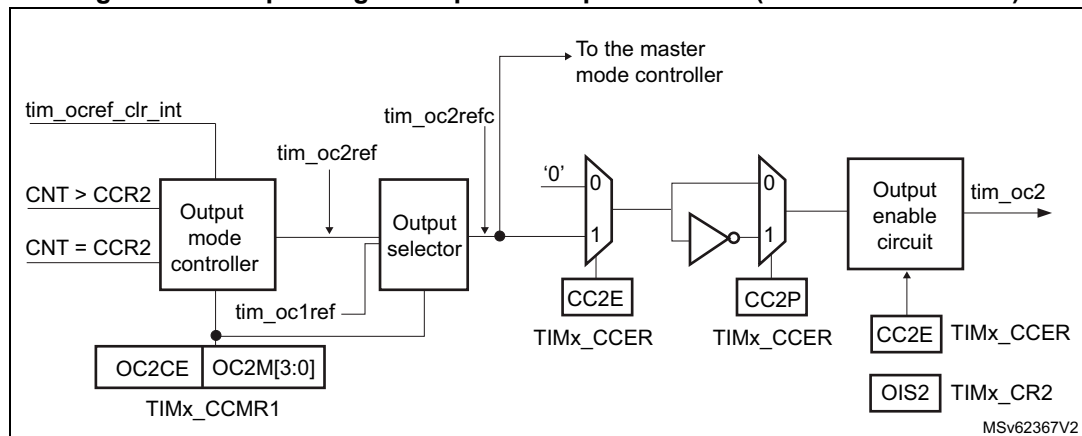 To the master
mode controller
tim_ocref_clr_int
tim_oc2refc
tim_oc2ref
CNT > CCR2
CNT = CCR2
Output
mode
controller
Output
selector
tim_oc1ref
'0'
0
1
0
1
Output
enable
circuit
tim_oc2
CC2E
TIMx_CCER
CC2P
TIMx_CCER
CC2E
TIMx_CCER
OC2CE
OC2M[3:0]
TIMx_CCMR1
OIS2
TIMx_CR2
MSv62367V2